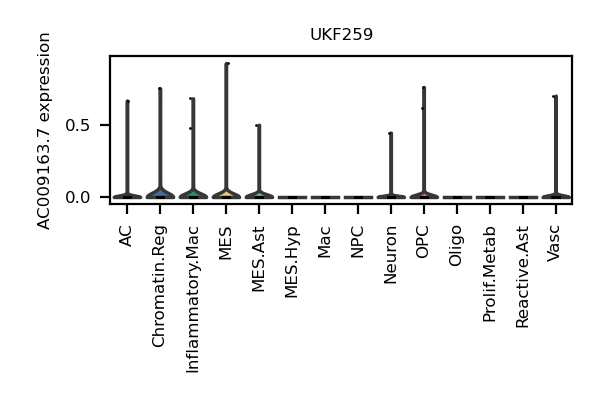 UKF259
AC009163.7 expression
0.5
0.0
AC
Chromatin.Reg
Inflammatory.Mac
MES
MES.Ast
MES.Hyp
Mac
NPC
Neuron
OPC
Oligo
Prolif.Metab
Reactive.Ast
Vasc